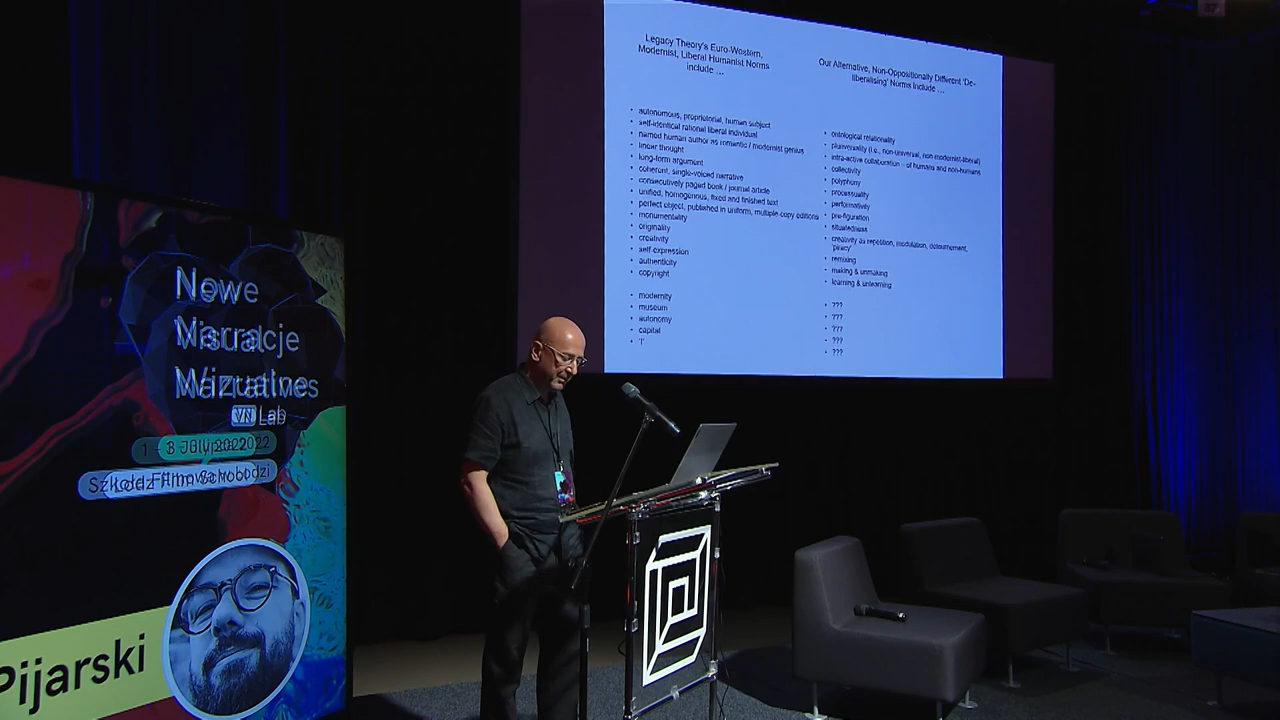 Legacy Theory's Euro-Western,
Modernist, Liberal Humanist Norms
include ...
• autonomous, proprietorial, human subject
• self-identical rational liberal individual
• named human author as romantic / modernist genius
• linear thought
• long-form argument
• coherent, single-voiced narrative
• consecutively paged book / journal article
• unified, homogenous, fixed and finished text
• perfect object, published in uniform, multiple copy editions
• monumentality
• originality
• creativity
• self-expression
• authenticity
• copyright
• modernity
• museum
• autonomy
• capital
• 'I'
Our Alternative, Non-Oppositionally Different 'De-
liberalising' Norms Include ...
• ontological relationality
• pluriversality (i.e., non-universal, non-modernist-liberal)
• intra-active collaboration – of humans and non-humans
• collectivity
• polyphony
• processuality
• performativity
• pre-figuration
• situatedness
• creativity as repetition, modulation, detournement,
'piracy'
• remixing
• making & unmaking
• learning & unlearning
• ???
• ???
• ???
• ???
• ???
Nowe
Narracje
Wizualne
VN Lab
2022
Pijarski